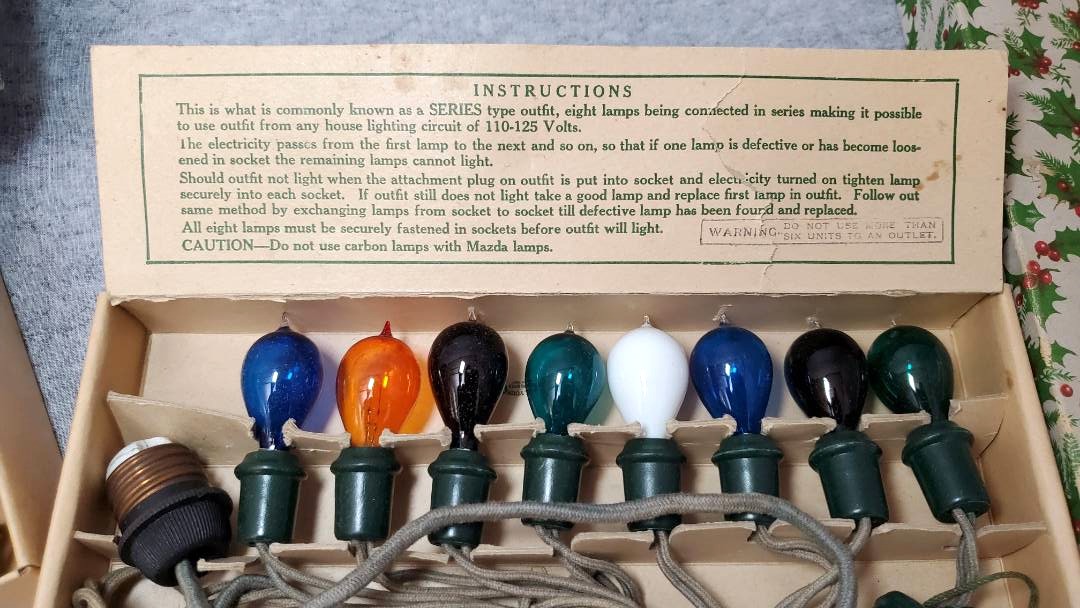 INSTRUCTIONS
This is what is commonly known as a SERIES type outfit, eight lamps being connected in series making it possible
to use outfit from any house lighting circuit of 110-125 Volts.
The electricity passes from the first lamp to the next and so on, so that if one lamp is defective or has become loos-
ened in socket the remaining lamps cannot light.
Should outfit not light when the attachment plug on outfit is put into socket and electricity turned on tighten lamp
securely into each socket. If outfit still does not light take a good lamp and replace first lamp in outfit. Follow out
same method by exchanging lamps from socket to socket till defective lamp has been found and replaced.
All eight lamps must be securely fastened in sockets before outfit will light.
CAUTION—Do not use carbon lamps with Mazda lamps.
WARNING- DO NOT USE MORE THAN
SIX UNITS TO AN OUTLET.